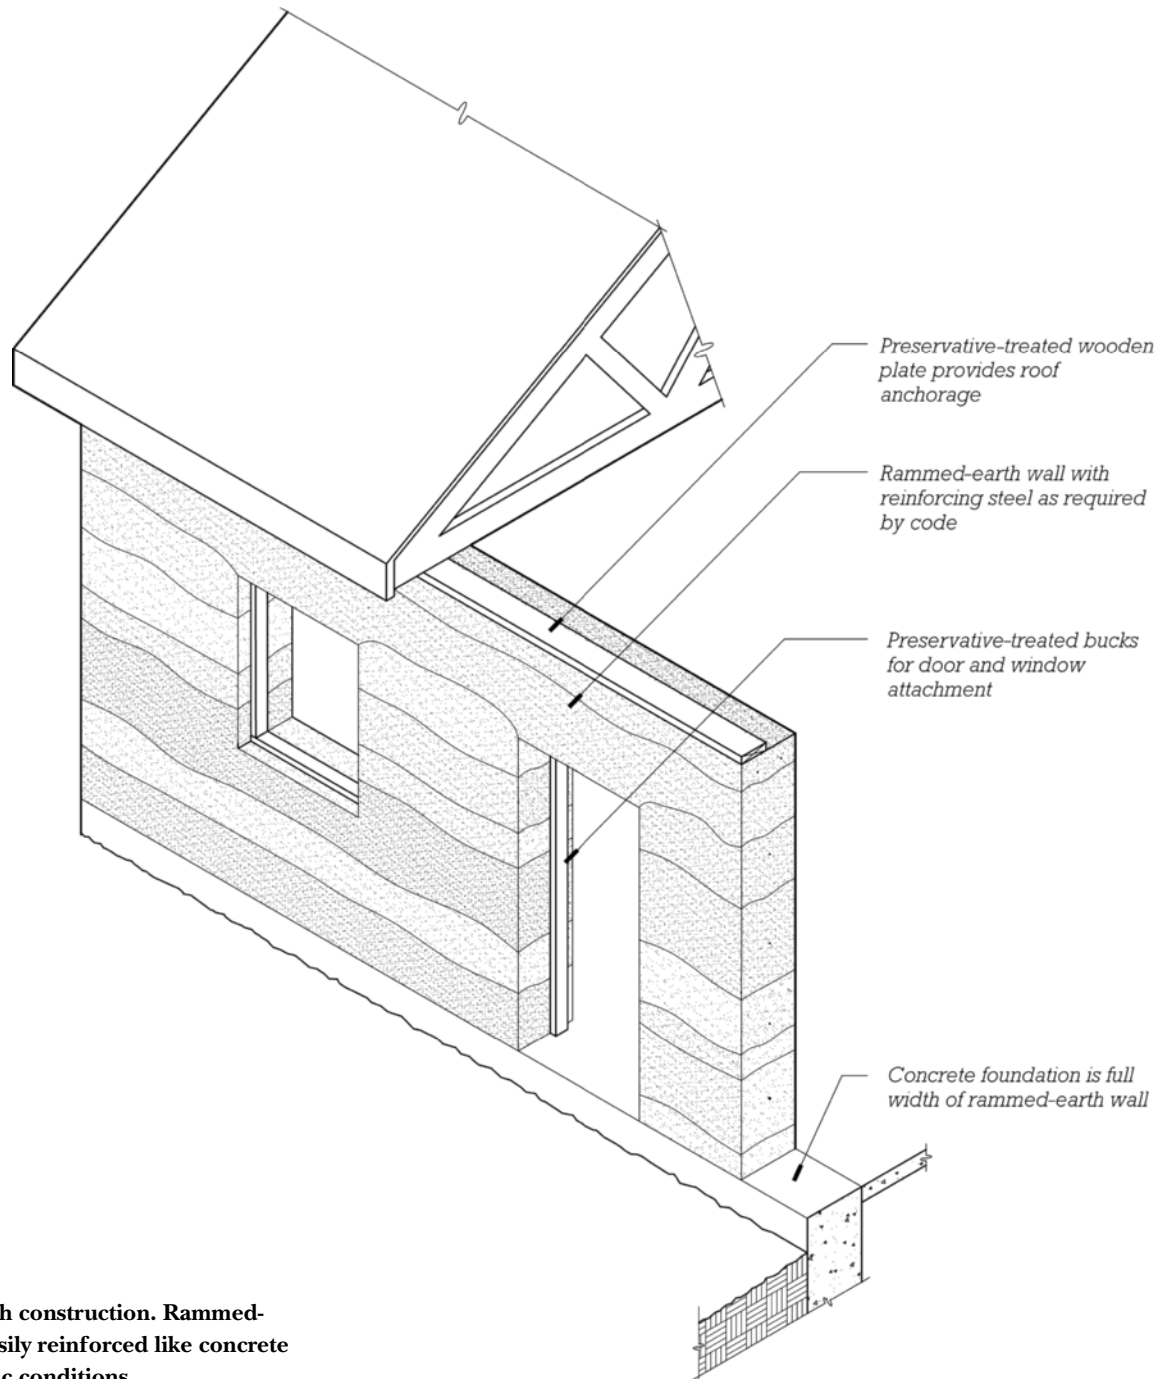 Preservative-treated wooden
plate provides roof
anchorage
Rammed-earth wall with
reinforcing steel as required
by code
Preservative-treated bucks
for door and window
attachment
Concrete foundation is full
width of rammed-earth wall
construction. Rammed-
reinforced like concrete
conditions